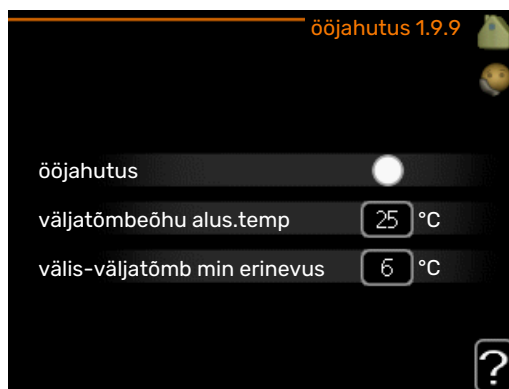 ööjahutus 1.9.9
ööjahutus
väljatõmbeõhu alus.temp 25 °C
välis-väljatõmb min erinevus 6 °C
?